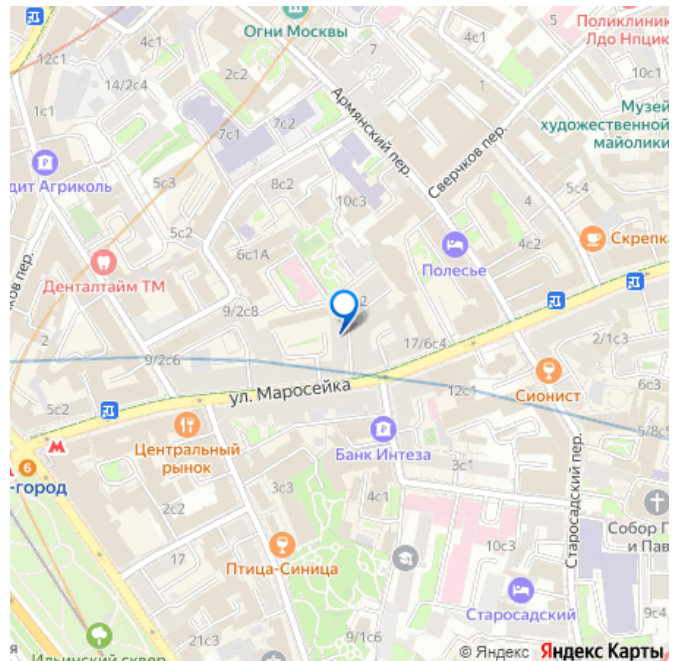 Огни Москвы
Поликлиник
Лдо Нпцик
4с1
7
4с1
12с1
2с2
10с1
14/2с4
1
1с1
Армянский пер.
Музей
художественной
майолики
7с2
7с1
Сверчков пер.
дит Агриколь
5с3
8с2
10с3
5с4
4
5с2
4с2
Скрепка
6с1А
Полесье
Денталтайм ТМ
ков пер.
9/2с8
2
17/6с4
2
2/1с3
9/2с6
ул. Маросейка
12с1
Сионист
6с3
5с2
5/8с5
М
Центральный
рынок
Банк Интеза
3с1
6
-город
3с3
4с1
Старосадский пер.
2с2
Собор П
и Пав
10с3
17
Птица-Синица
Старосадский
9с4
9/1с6
21с3
Ильинский сквер
я
© Яндекс Яндекс Карты